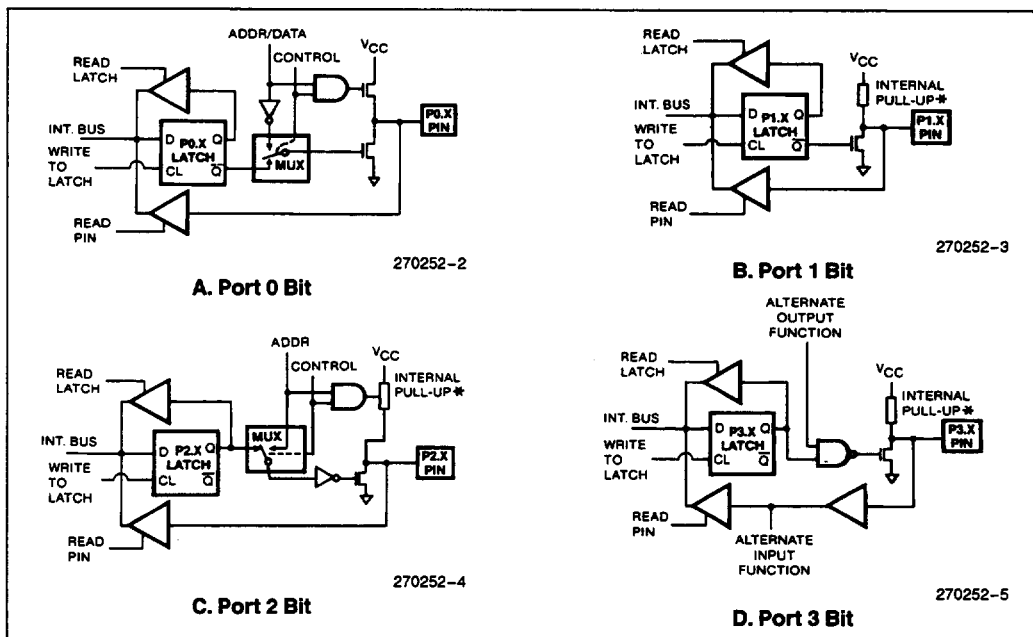 ADDR/DATA
CONTROL
VCC
READ
LATCH
P0.X
PIN
INT. BUS
D P0.X Q
LATCH
WRITE
TO
LATCH
CL Q
MUX
READ
PIN
270252-2
A. Port 0 Bit
READ
LATCH
VCC
INTERNAL
PULL-UP*
INT. BUS
D P1.X Q
LATCH
P1.X
PIN
WRITE
TO
LATCH
CL Q
READ
PIN
270252-3
B. Port 1 Bit
ADDR
CONTROL
VCC
READ
LATCH
INTERNAL
PULL-UP*
INT. BUS
D P2.X Q
LATCH
MUX
P2.X
PIN
WRITE
TO
LATCH
CL Q
READ
PIN
270252-4
C. Port 2 Bit
ALTERNATE
OUTPUT
FUNCTION
READ
LATCH
VCC
INTERNAL
PULL-UP*
INT. BUS
D P3.X Q
LATCH
P3.X
PIN
WRITE
TO
LATCH
CL Q
READ
PIN
ALTERNATE
INPUT
FUNCTION
270252-5
D. Port 3 Bit